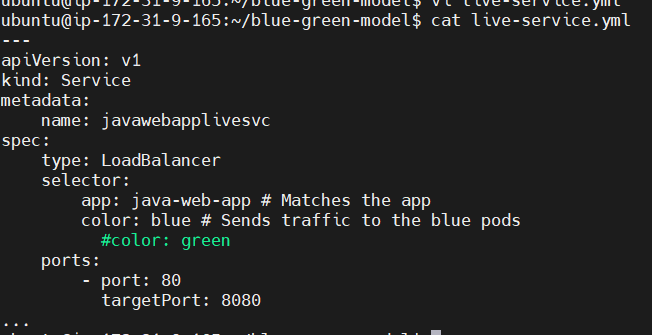 ubuntu@ip-172-31-9-165:~/blue-green-model$ vi live-service.yml
ubuntu@ip-172-31-9-165:~/blue-green-model$ cat live-service.yml
---
apiVersion: v1
kind: Service
metadata:
    name: javawebapplivesvc
spec:
    type: LoadBalancer
    selector:
        app: java-web-app # Matches the app
        color: blue # Sends traffic to the blue pods
          #color: green
    ports:
        - port: 80
          targetPort: 8080
...